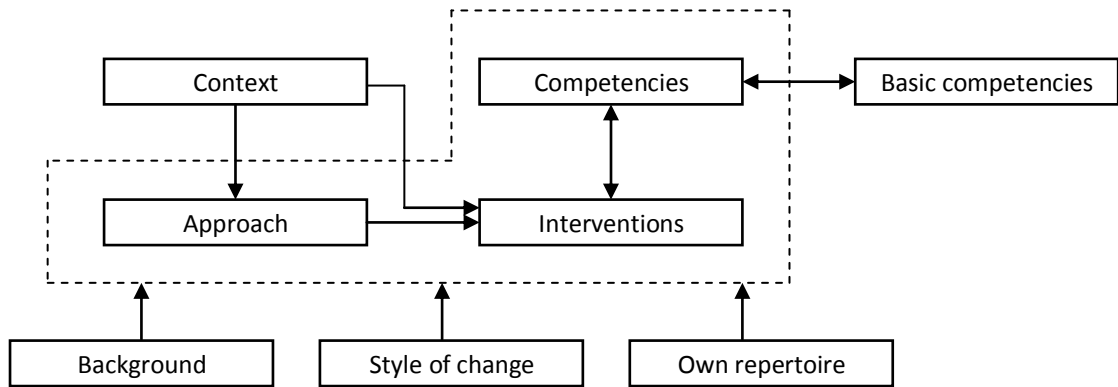 Context
Competencies
Basic competencies
Approach
Interventions
Background
Style of change
Own repertoire